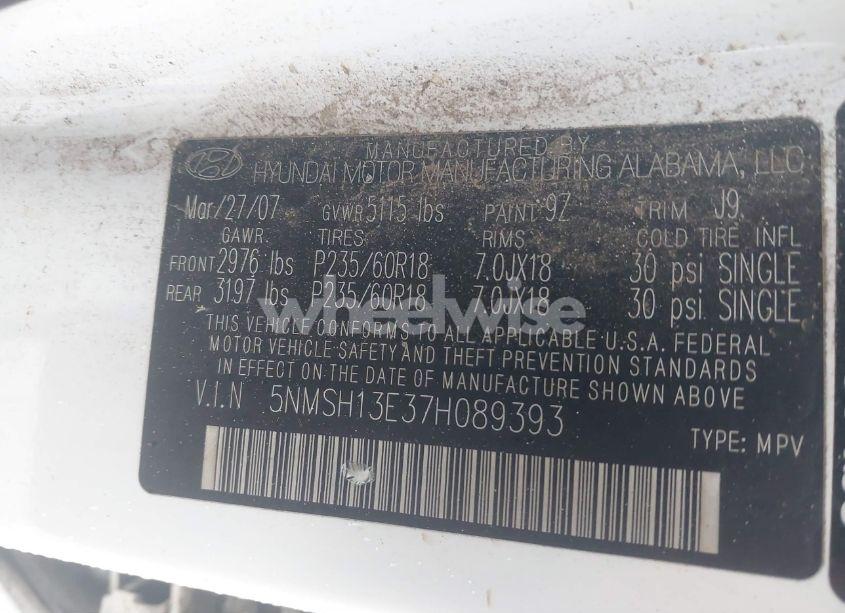 MANUFACTURED BY
HYUNDAI MOTOR MANUFACTURING ALABAMA, LLC
Mar/27/07 GVWR 5115 lbs PAINT 9Z TRIM J9
GAWR TIRES RIMS COLD TIRE INFL
FRONT 2976 lbs P235/60R18 7.0JX18 30 psi SINGLE
REAR 3197 lbs P235/60R18 7.0JX18 30 psi SINGLE
wheelwise
THIS VEHICLE CONFORMS TO ALL APPLICABLE U.S.A. FEDERAL
MOTOR VEHICLE SAFETY AND THEFT PREVENTION STANDARDS
IN EFFECT ON THE DATE OF MANUFACTURE SHOWN ABOVE
V.I.N 5NMSH13E37H089393
TYPE: MPV